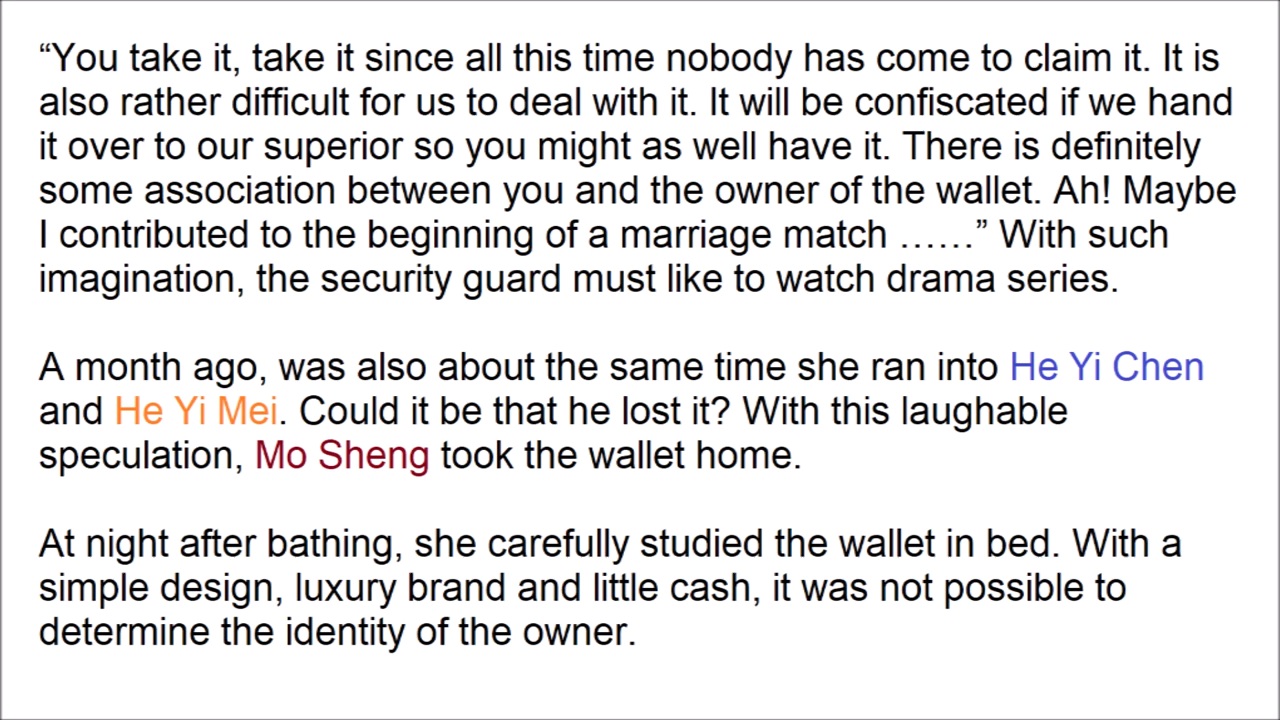 “You take it, take it since all this time nobody has come to claim it. It is
also rather difficult for us to deal with it. It will be confiscated if we hand
it over to our superior so you might as well have it. There is definitely
some association between you and the owner of the wallet. Ah! Maybe
I contributed to the beginning of a marriage match ……” With such
imagination, the security guard must like to watch drama series.
A month ago, was also about the same time she ran into He Yi Chen
and He Yi Mei. Could it be that he lost it? With this laughable
speculation, Mo Sheng took the wallet home.
At night after bathing, she carefully studied the wallet in bed. With a
simple design, luxury brand and little cash, it was not possible to
determine the identity of the owner.